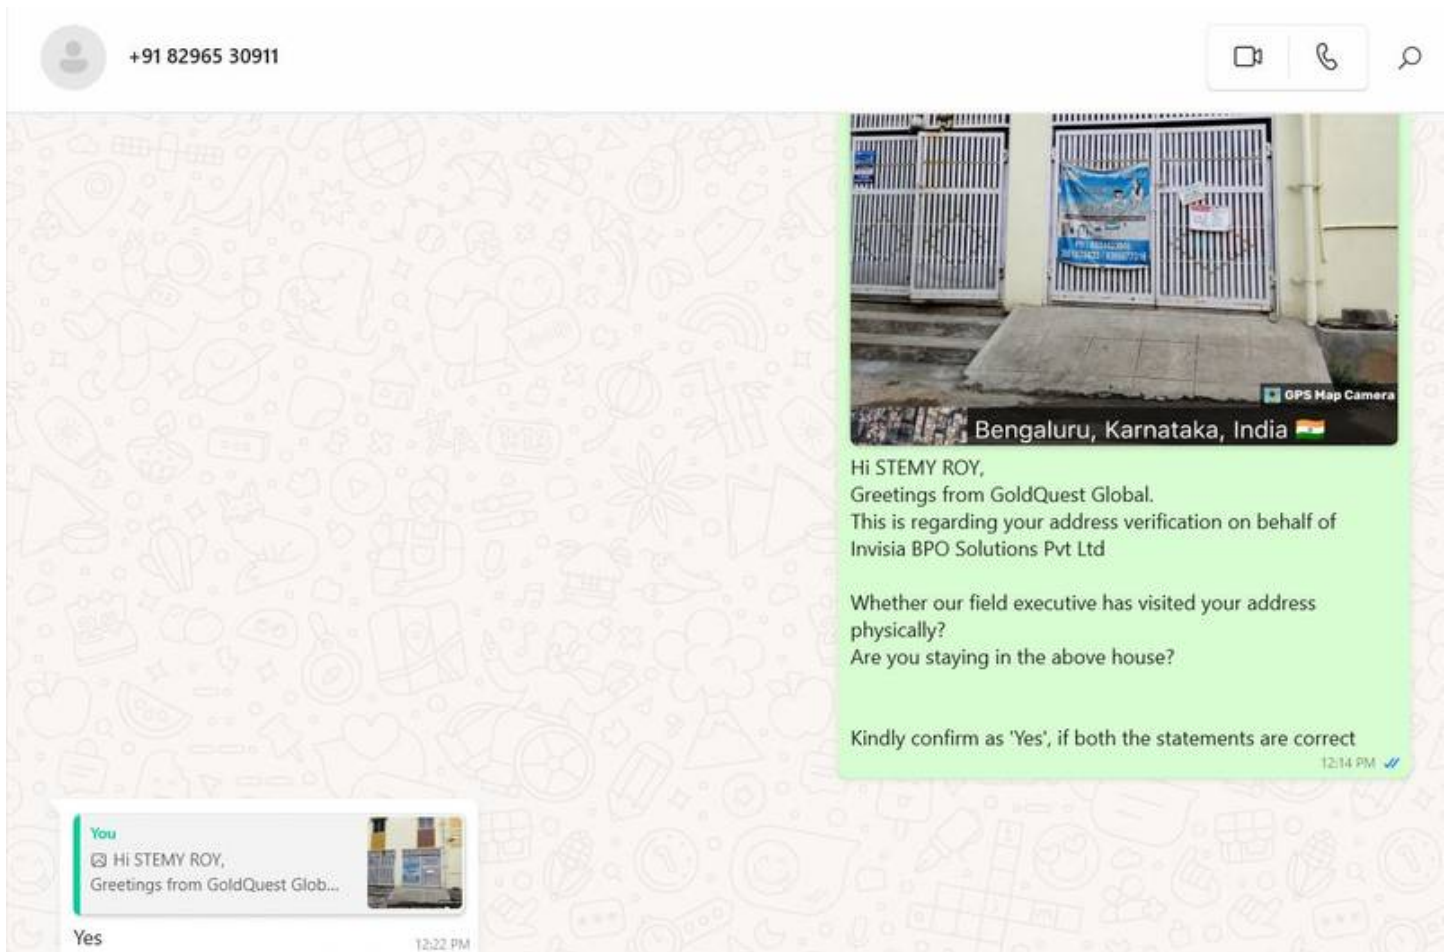 +91 82965 30911
GPS Map Camera
Bengaluru, Karnataka, India
Hi STEMY ROY,
Greetings from GoldQuest Global.
This is regarding your address verification on behalf of
Invisia BPO Solutions Pvt Ltd
Whether our field executive has visited your address
physically?
Are you staying in the above house?
Kindly confirm as 'Yes', if both the statements are correct
12:14 PM
You
Hi STEMY ROY,
Greetings from GoldQuest Glob...
Yes
12:22 PM